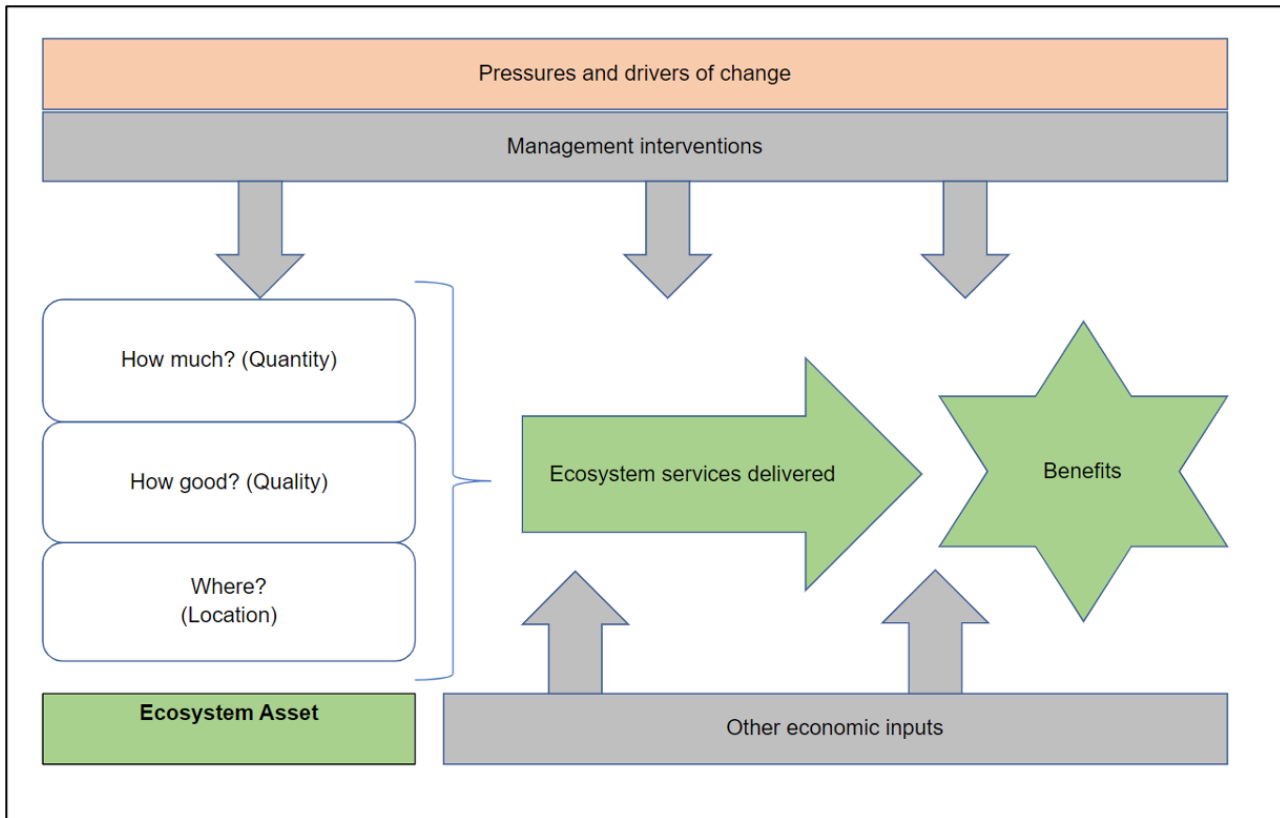 Pressures and drivers of change
Management interventions
How much? (Quantity)
How good? (Quality)
Where?
(Location)
Ecosystem Asset
Ecosystem services delivered
Benefits
Other economic inputs